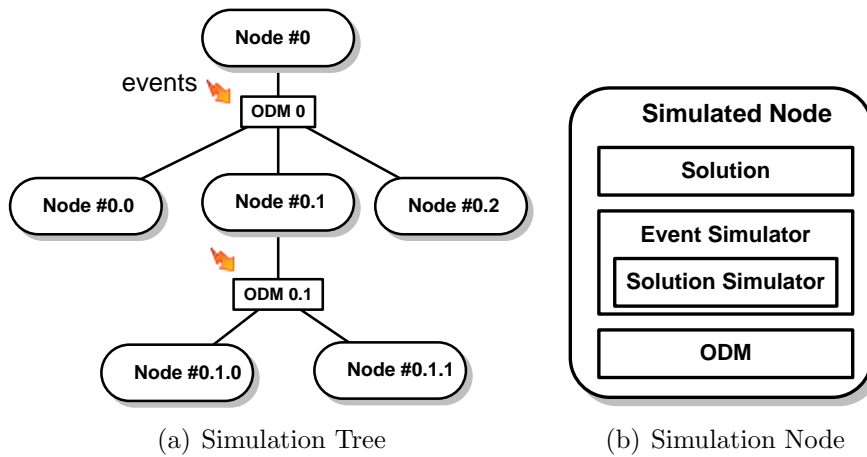 Node #0
events
ODM 0
Node #0.0
Node #0.1
Node #0.2
ODM 0.1
Node #0.1.0
Node #0.1.1
(a) Simulation Tree
Simulated Node
Solution
Event Simulator
Solution Simulator
ODM
(b) Simulation Node